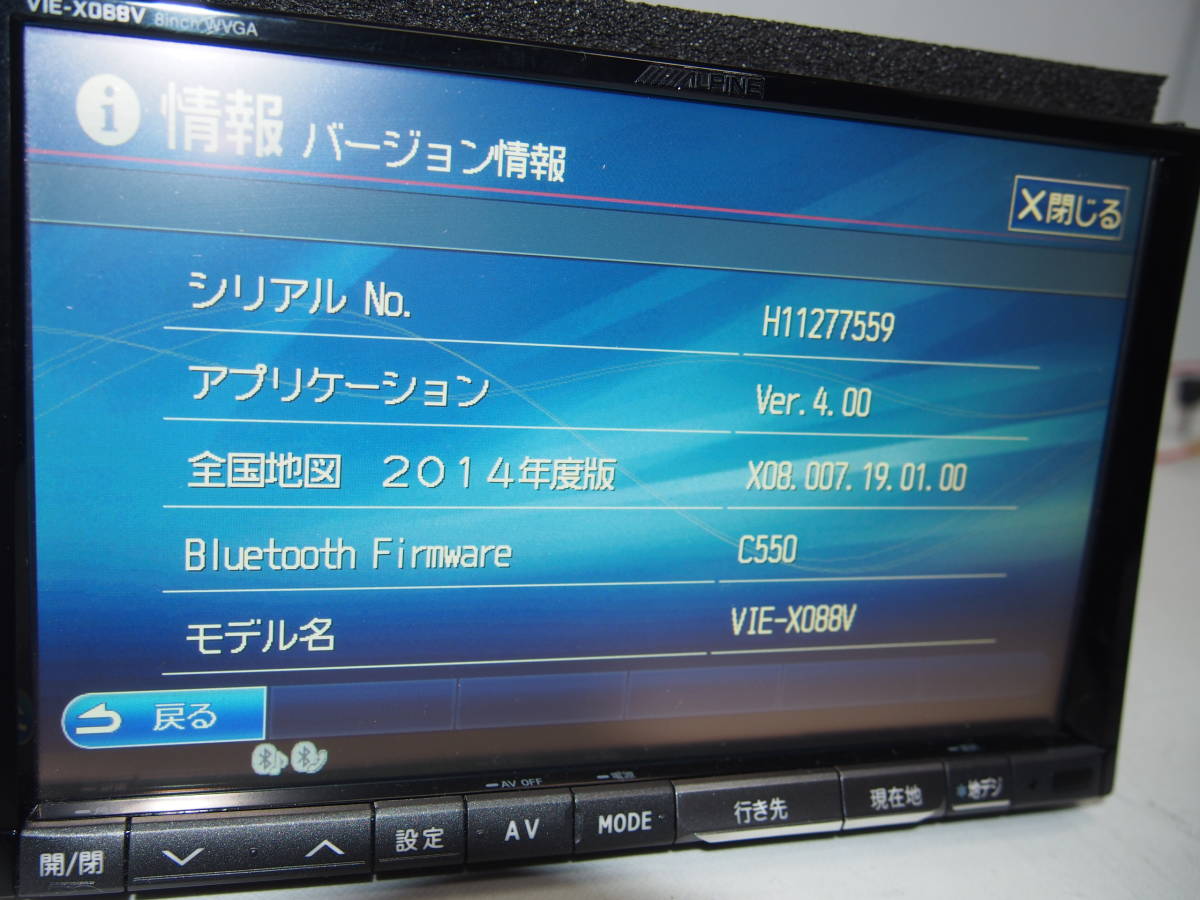 VIE-X088V 8inch WVGA
ALPINE
情報 バージョン情報
X閉じる
シリアル No. H11277559
アプリケーション Ver.4.00
全国地図 2014年度版 X08.007.19.01.00
Bluetooth Firmware C550
モデル名 VIE-X088V
戻る
AV OFF
開/閉 設定 AV MODE 行き先 現在地 地デジ